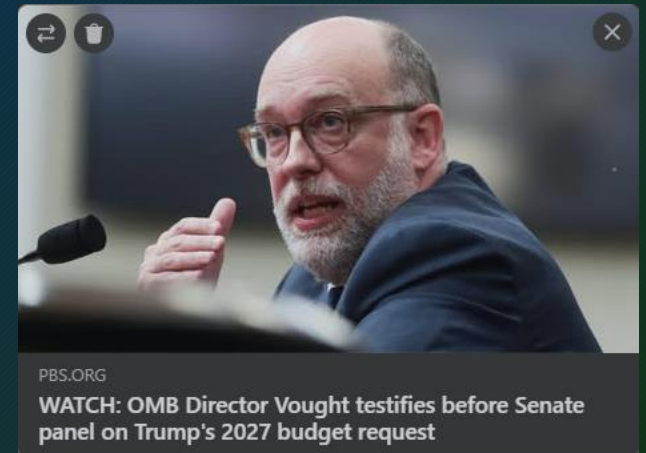 PBS.ORG
WATCH: OMB Director Vought testifies before Senate
panel on Trump's 2027 budget request